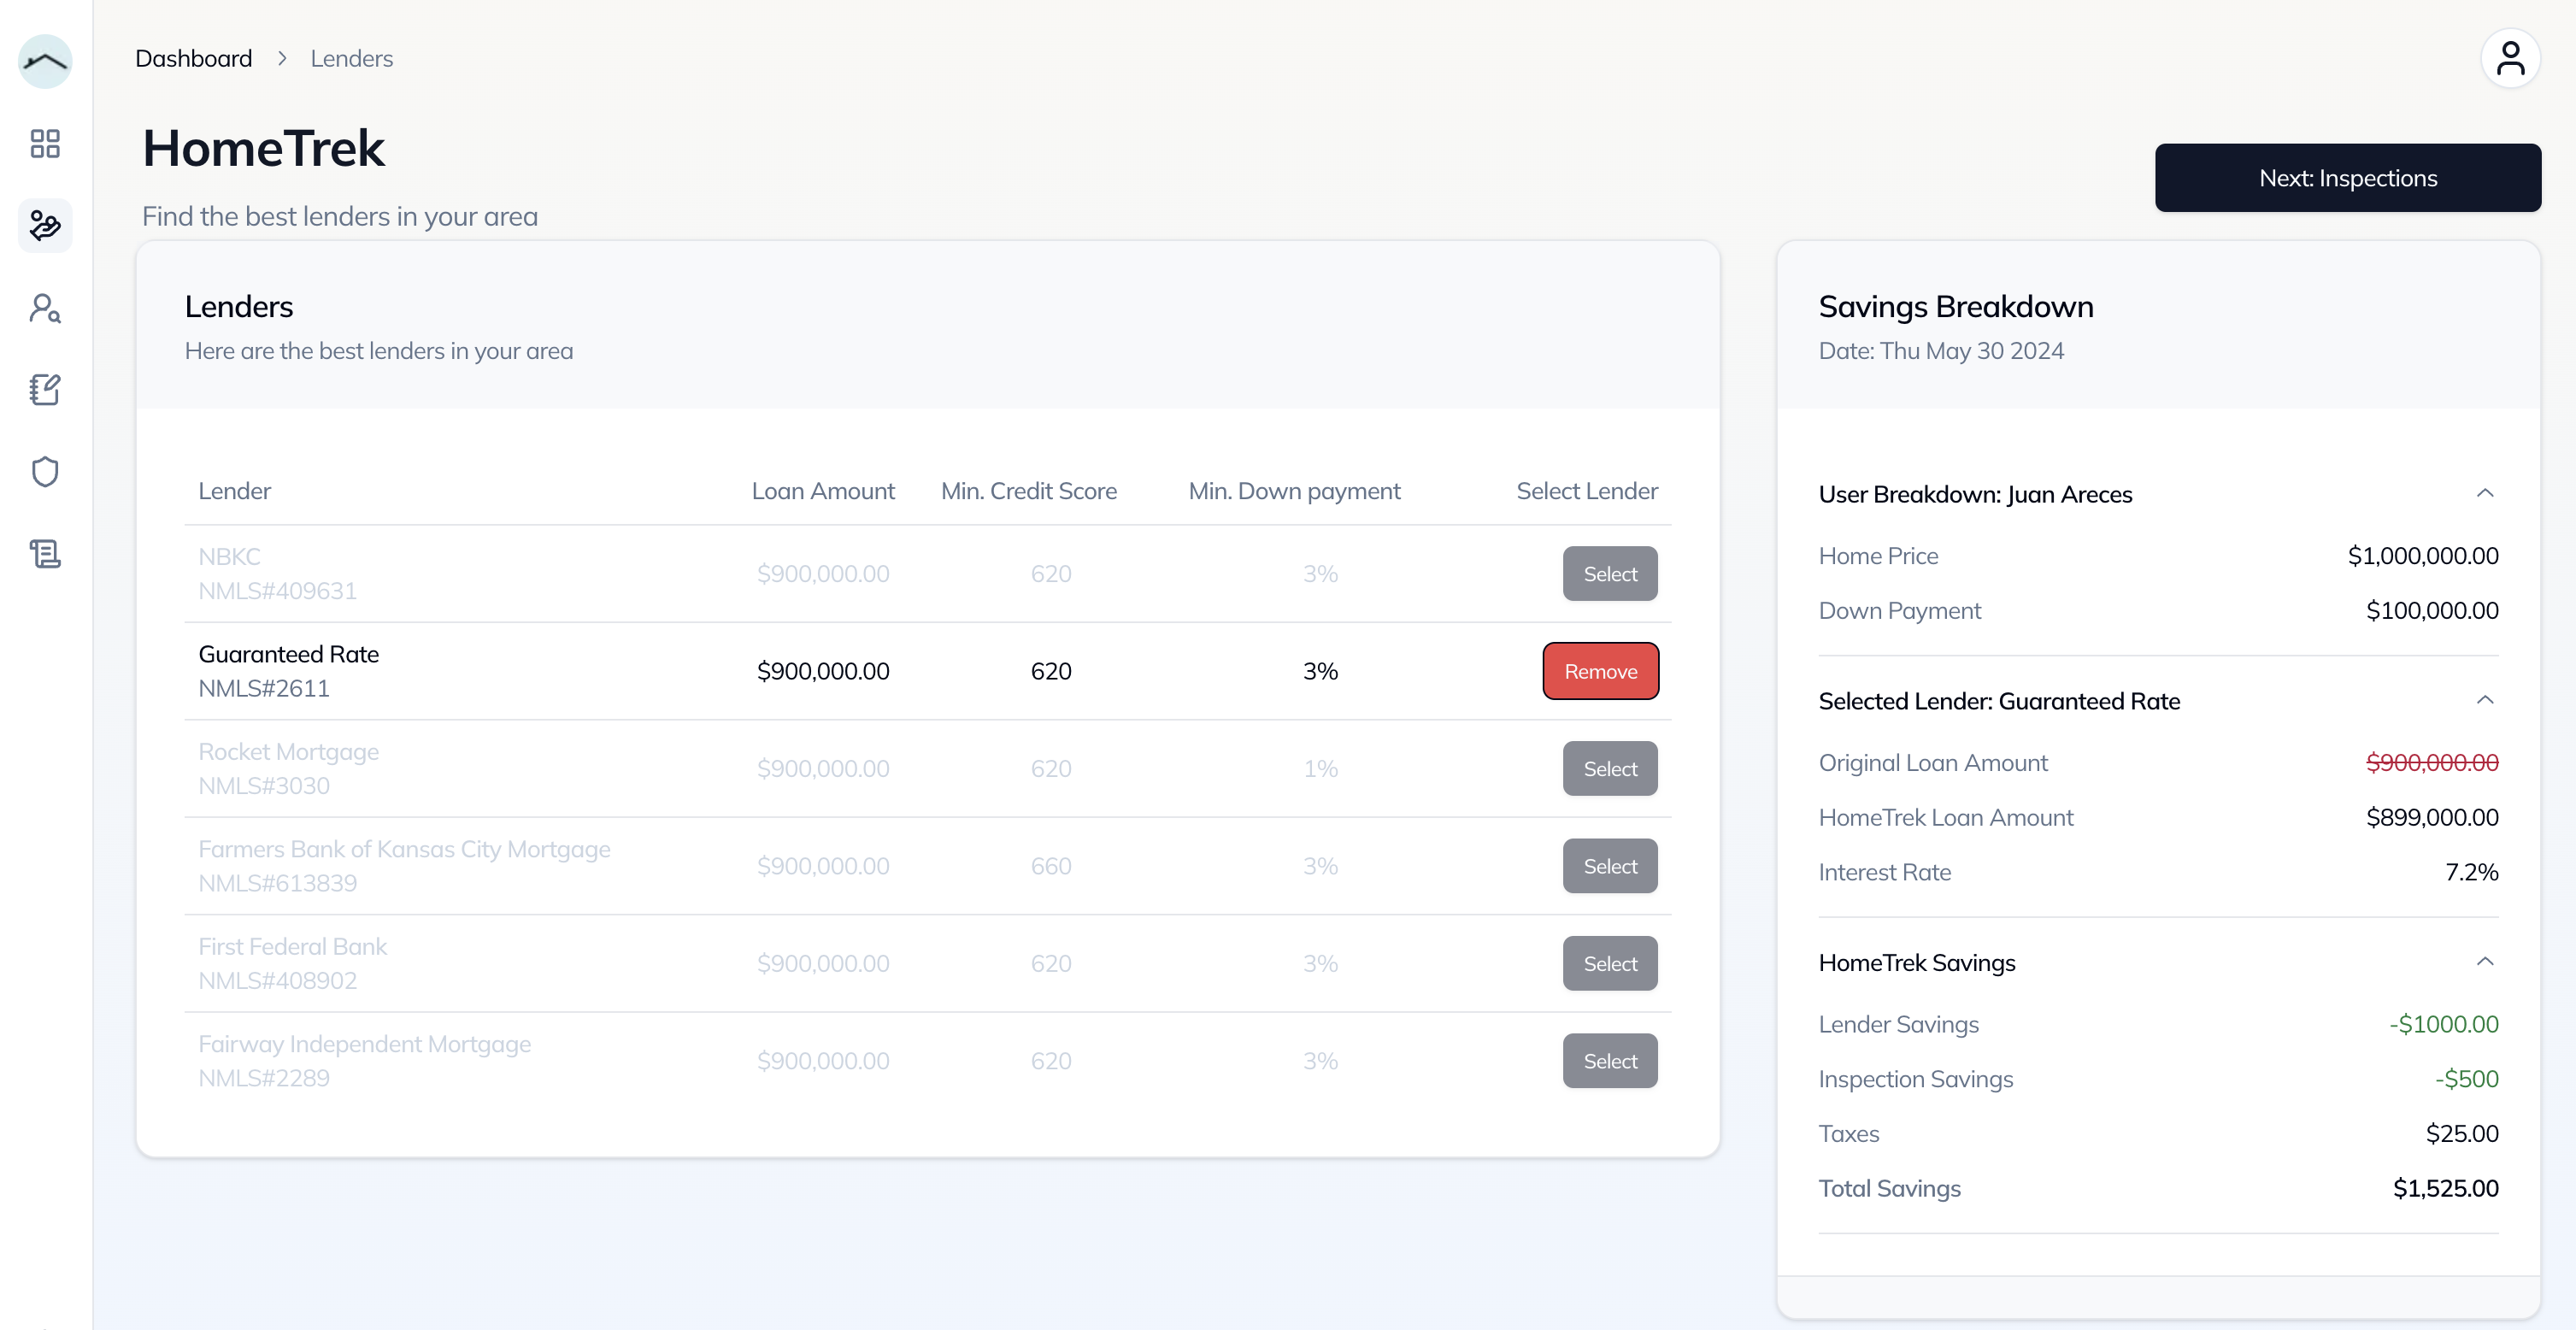 Dashboard > Lenders
HomeTrek
Find the best lenders in your area
Next: Inspections
Lenders
Here are the best lenders in your area
Lender Loan Amount Min. Credit Score Min. Down payment Select Lender
NBKC
NMLS#409631
$900,000.00 620 3% Select
Guaranteed Rate
NMLS#2611
$900,000.00 620 3% Remove
Rocket Mortgage
NMLS#3030
$900,000.00 620 1% Select
Farmers Bank of Kansas City Mortgage
NMLS#613839
$900,000.00 660 3% Select
First Federal Bank
NMLS#408902
$900,000.00 620 3% Select
Fairway Independent Mortgage
NMLS#2289
$900,000.00 620 3% Select
Savings Breakdown
Date: Thu May 30 2024
User Breakdown: Juan Areces
Home Price $1,000,000.00
Down Payment $100,000.00
Selected Lender: Guaranteed Rate
Original Loan Amount $900,000.00
HomeTrek Loan Amount $899,000.00
Interest Rate 7.2%
HomeTrek Savings
Lender Savings -$1000.00
Inspection Savings -$500
Taxes $25.00
Total Savings $1,525.00